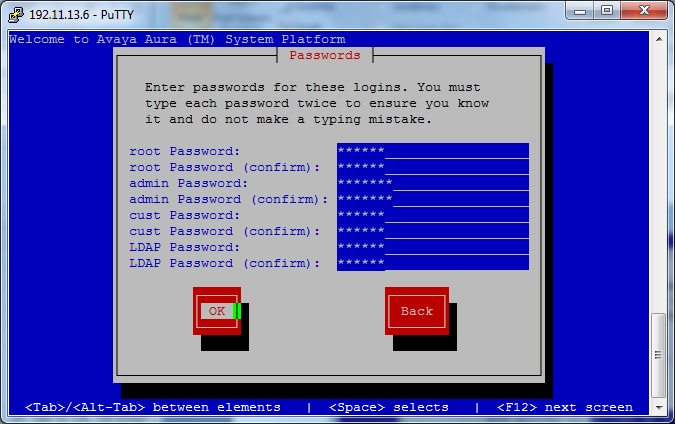 192.11.13.6 - PuTTY
Welcome to Avaya Aura (TM) System Platform
Passwords
Enter passwords for these logins. You must
type each password twice to ensure you know
it and do not make a typing mistake.
root Password: ******
root Password (confirm): ******
admin Password: *******
admin Password (confirm): *******
cust Password: ******
cust Password (confirm): ******
LDAP Password: ******
LDAP Password (confirm): ******
OK Back
<Tab>/<Alt-Tab> between elements | <Space> selects | <F12> next screen